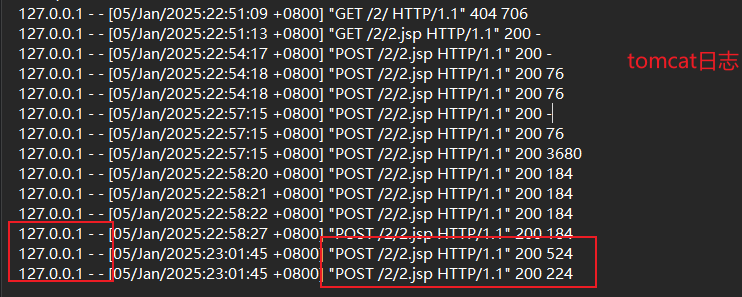 127.0.0.1 - - [05/Jan/2025:22:51:09 +0800] "GET /2/ HTTP/1.1" 404 706
127.0.0.1 - - [05/Jan/2025:22:51:13 +0800] "GET /2/2.jsp HTTP/1.1" 200 -
127.0.0.1 - - [05/Jan/2025:22:54:17 +0800] "POST /2/2.jsp HTTP/1.1" 200 -
tomcat日志
127.0.0.1 - - [05/Jan/2025:22:54:18 +0800] "POST /2/2.jsp HTTP/1.1" 200 76
127.0.0.1 - - [05/Jan/2025:22:54:18 +0800] "POST /2/2.jsp HTTP/1.1" 200 76
127.0.0.1 - - [05/Jan/2025:22:57:15 +0800] "POST /2/2.jsp HTTP/1.1" 200 -
127.0.0.1 - - [05/Jan/2025:22:57:15 +0800] "POST /2/2.jsp HTTP/1.1" 200 76
127.0.0.1 - - [05/Jan/2025:22:57:15 +0800] "POST /2/2.jsp HTTP/1.1" 200 3680
127.0.0.1 - - [05/Jan/2025:22:58:20 +0800] "POST /2/2.jsp HTTP/1.1" 200 184
127.0.0.1 - - [05/Jan/2025:22:58:21 +0800] "POST /2/2.jsp HTTP/1.1" 200 184
127.0.0.1 - - [05/Jan/2025:22:58:22 +0800] "POST /2/2.jsp HTTP/1.1" 200 184
127.0.0.1 - - [05/Jan/2025:22:58:27 +0800] "POST /2/2.jsp HTTP/1.1" 200 184
127.0.0.1 - - [05/Jan/2025:23:01:45 +0800] "POST /2/2.jsp HTTP/1.1" 200 524
127.0.0.1 - - [05/Jan/2025:23:01:45 +0800] "POST /2/2.jsp HTTP/1.1" 200 224